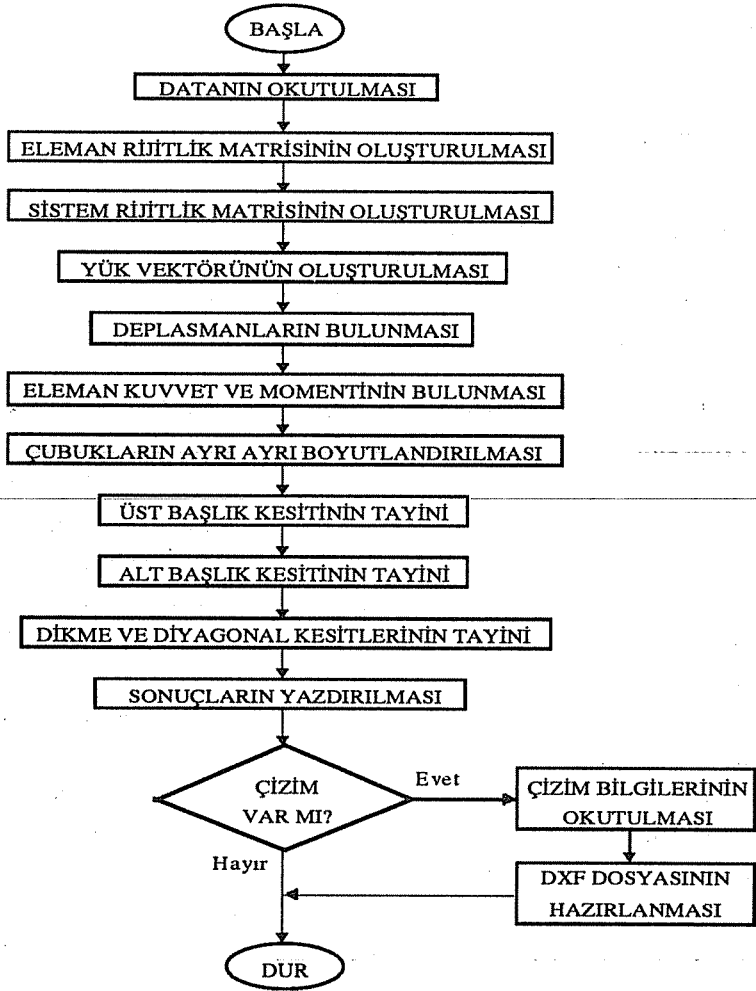 BAŞLA
DATANIN OKUTULMASI
ELEMAN RİJİTLİK MATRİSİNİN OLUŞTURULMASI
SİSTEM RİJİTLİK MATRİSİNİN OLUŞTURULMASI
YÜK VEKTÖRÜNÜN OLUŞTURULMASI
DEPLASMANLARIN BULUNMASI
ELEMAN KUVVET VE MOMENTİNİN BULUNMASI
ÇUBUKLARIN AYRI AYRI BOYUTLANDIRILMASI
ÜST BAŞLIK KESİTİNİN TAYİNİ
ALT BAŞLIK KESİTİNİN TAYİNİ
DİKME VE DİYAGONAL KESİTLERİNİN TAYİNİ
SONUÇLARIN YAZDIRILMASI
ÇİZİM
VAR MI?
Evet
ÇİZİM BİLGİLERİNİN
OKUTULMASI
Hayır
DXF DOSYASININ
HAZIRLANMASI
DUR